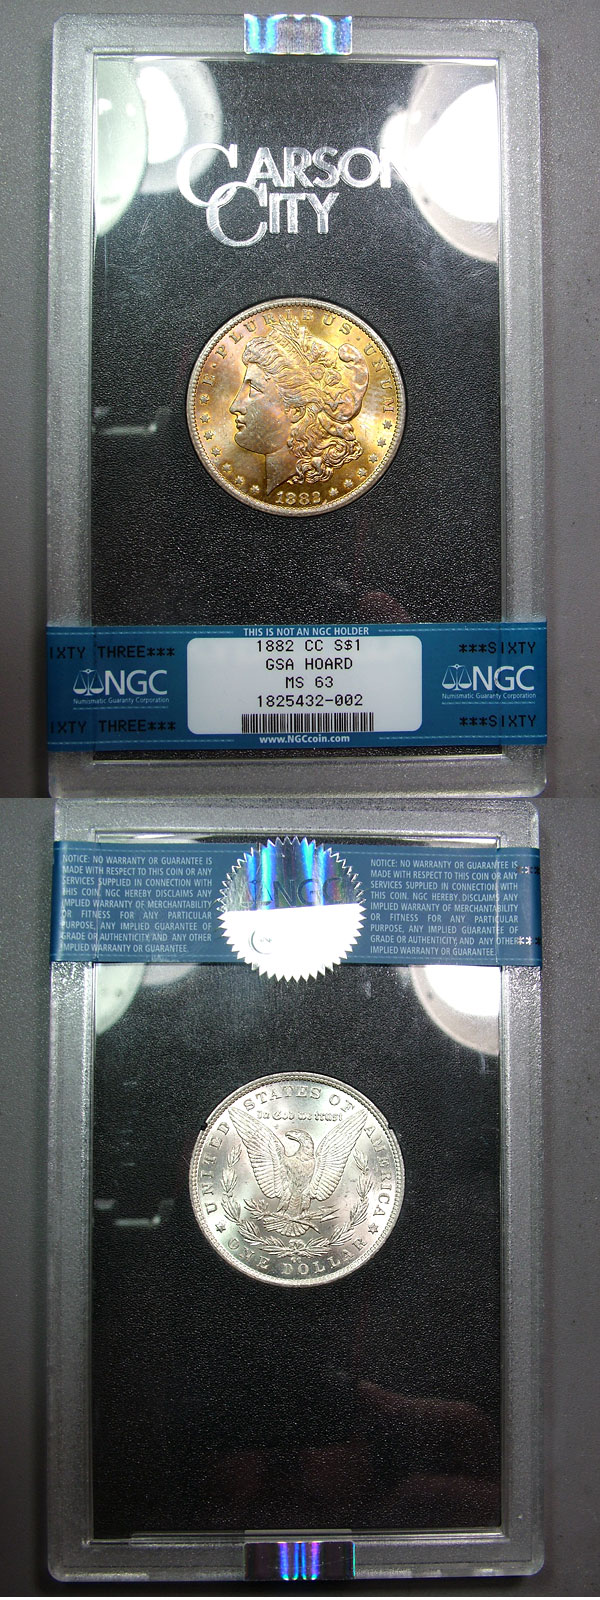 CARSON
CITY
E · PLURIBUS · UNUM
1882
THIS IS NOT AN NGC HOLDER
IXTY THREE*** 1882 CC S$1 ***SIXTY
GSA HOARD
NGC MS 63 NGC
Numismatic Guaranty Corporation 1825432-002 Numismatic Guaranty Corporation
IXTY THREE*** ***SIXTY
www.NGCcoin.com
NOTICE: NO WARRANTY OR GUARANTEE IS
MADE WITH RESPECT TO THIS COIN OR ANY
SERVICES SUPPLIED IN CONNECTION WITH
THIS COIN. NGC HEREBY DISCLAIMS ANY
IMPLIED WARRANTY OF MERCHANTABILITY
OR FITNESS FOR ANY PARTICULAR
PURPOSE, ANY IMPLIED GUARANTEE OF
GRADE OR AUTHENTICITY, AND ANY OTHER
IMPLIED WARRANTY OR GUARANTEE.
NGC
NOTICE: NO WARRANTY OR GUARANTEE IS
MADE WITH RESPECT TO THIS COIN OR ANY
SERVICES SUPPLIED IN CONNECTION WITH
THIS COIN. NGC HEREBY DISCLAIMS ANY
IMPLIED WARRANTY OF MERCHANTABILITY
OR FITNESS FOR ANY PARTICULAR
PURPOSE, ANY IMPLIED GUARANTEE OF
GRADE OR AUTHENTICITY, AND ANY OTHER
IMPLIED WARRANTY OR GUARANTEE.
UNITED STATES OF AMERICA
In God We Trust
ONE DOLLAR